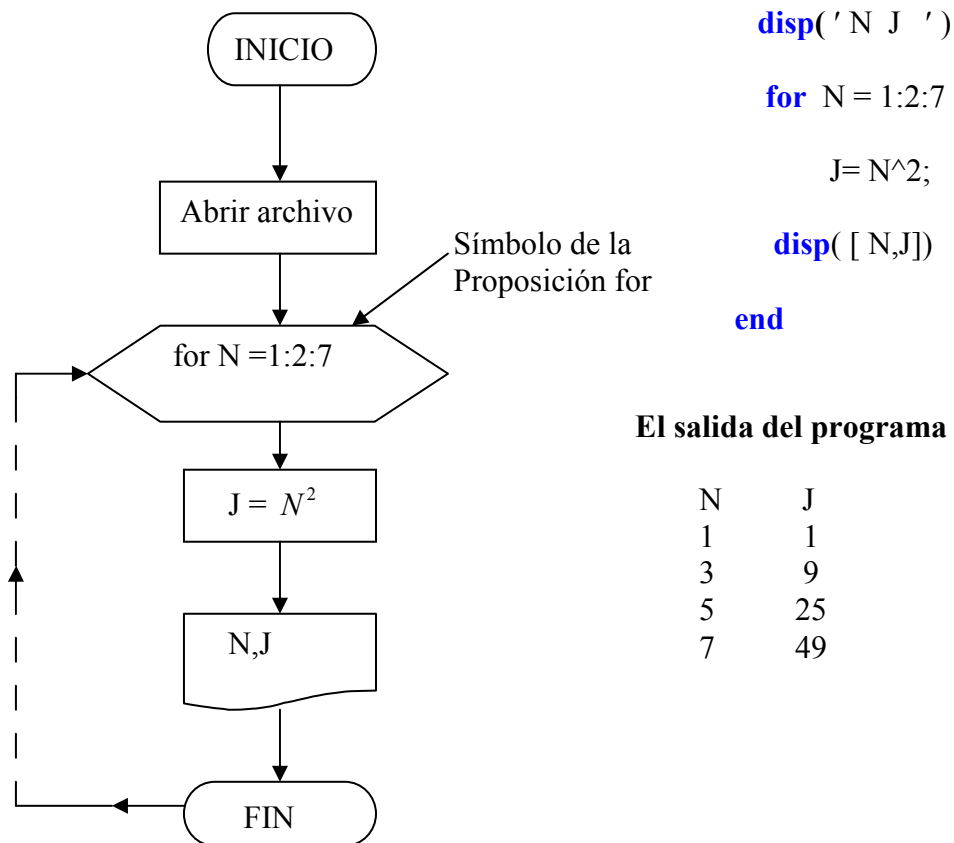 INICIO
Abrir archivo
Símbolo de la
Proposición for
for N =1:2:7
J = N²
N,J
FIN
disp( ′ N J ′ )
for N = 1:2:7
J= N^2;
disp( [ N,J])
end
El salida del programa
N J
1 1
3 9
5 25
7 49